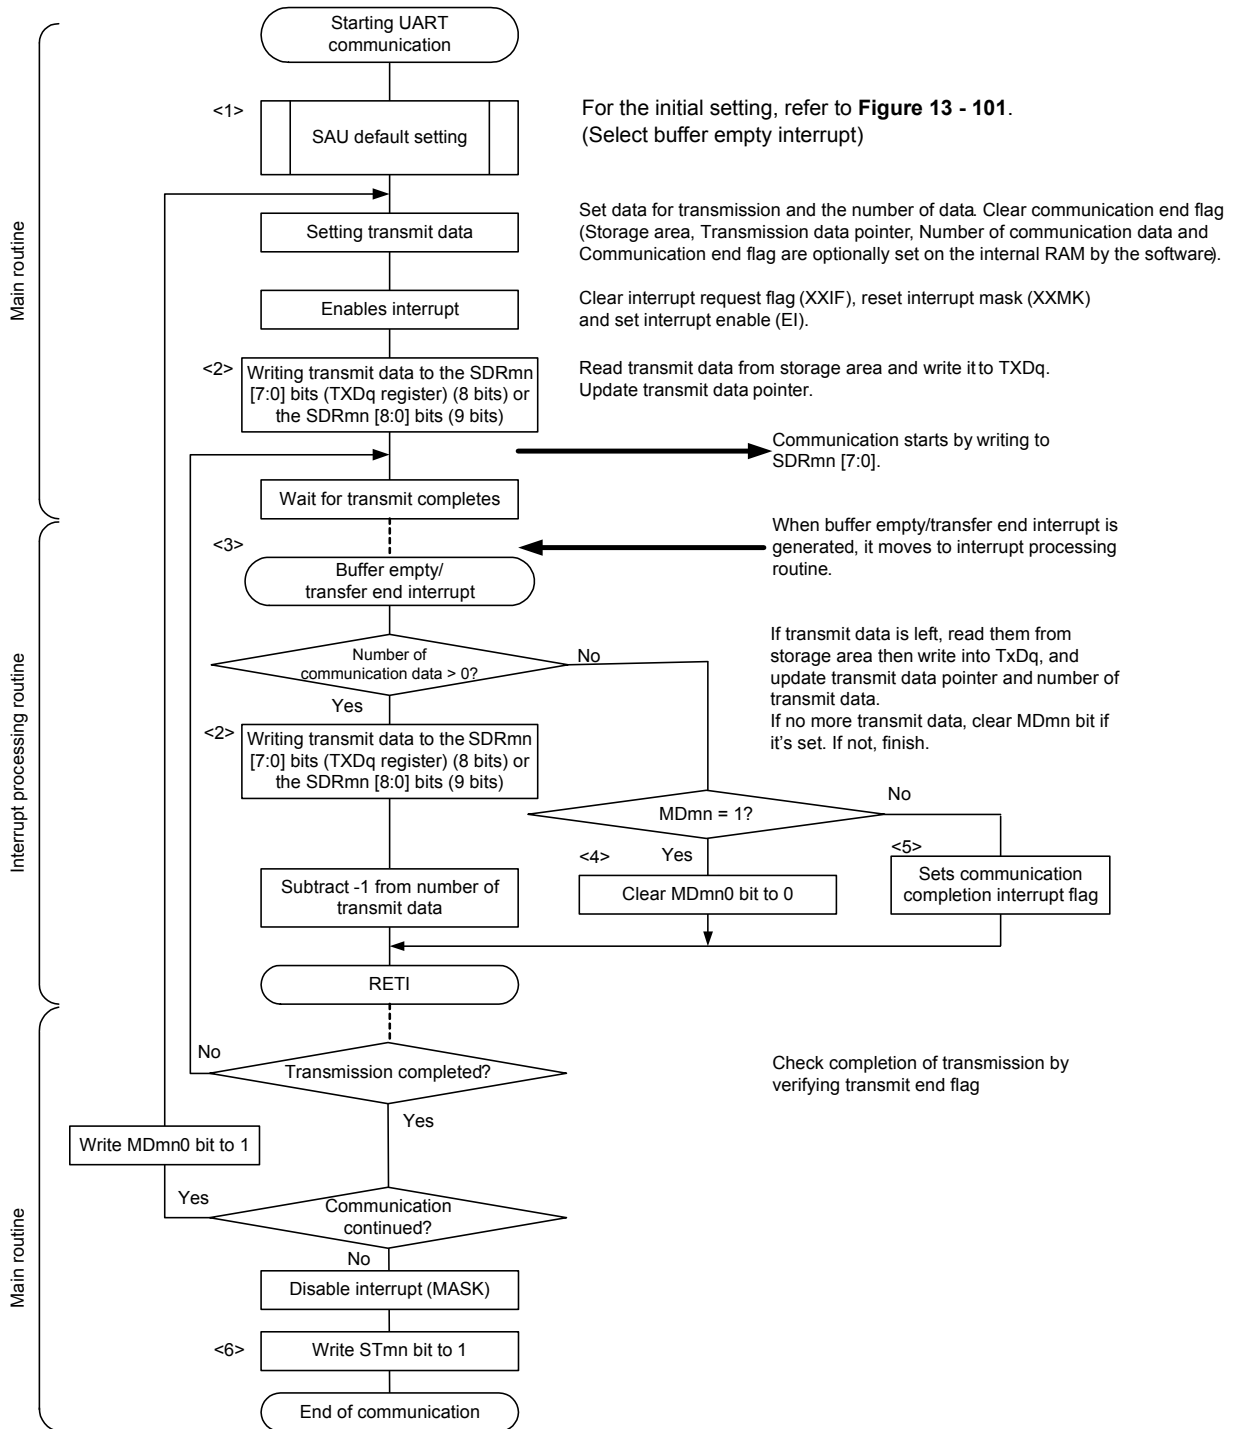 Starting UART
communication
<1>
SAU default setting
For the initial setting, refer to Figure 13 - 101.
(Select buffer empty interrupt)
Main routine
Setting transmit data
Set data for transmission and the number of data. Clear communication end flag
(Storage area, Transmission data pointer, Number of communication data and
Communication end flag are optionally set on the internal RAM by the software).
Enables interrupt
Clear interrupt request flag (XXIF), reset interrupt mask (XXMK)
and set interrupt enable (EI).
<2>
Writing transmit data to the SDRmn
[7:0] bits (TXDq register) (8 bits) or
the SDRmn [8:0] bits (9 bits)
Read transmit data from storage area and write it to TXDq.
Update transmit data pointer.
Communication starts by writing to
SDRmn [7:0].
Wait for transmit completes
<3>
When buffer empty/transfer end interrupt is
generated, it moves to interrupt processing
routine.
Buffer empty/
transfer end interrupt
Interrupt processing routine
Number of
communication data > 0?
No
Yes
If transmit data is left, read them from
storage area then write into TxDq, and
update transmit data pointer and number of
transmit data.
If no more transmit data, clear MDmn bit if
it's set. If not, finish.
<2>
Writing transmit data to the SDRmn
[7:0] bits (TXDq register) (8 bits) or
the SDRmn [8:0] bits (9 bits)
MDmn = 1?
No
Yes
<4>
<5>
Subtract -1 from number of
transmit data
Clear MDmn0 bit to 0
Sets communication
completion interrupt flag
RETI
Main routine
No
Transmission completed?
Check completion of transmission by
verifying transmit end flag
Yes
Write MDmn0 bit to 1
Yes
Communication
continued?
No
Disable interrupt (MASK)
<6>
Write STmn bit to 1
End of communication